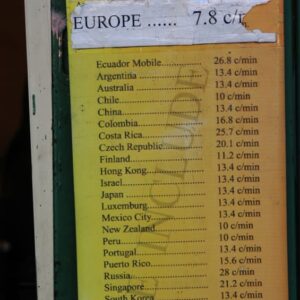 EUROPE ...... 7.8 c/
Ecuador Mobile............. 26.8 c/min
Argentina ..................... 13.4 c/min
Australia ...................... 13.4 c/min
Chile............................. 10 c/min
China............................ 13.4 c/min
Colombia...................... 16.8 c/min
Costa Rica.................... 25.7 c/min
Czech Republic............ 20.1 c/min
Finland......................... 11.2 c/min
Hong Kong................... 13.4 c/min
Israel............................ 13.4 c/min
Japan ........................... 13.4 c/min
Luxemburg................... 13.4 c/min
Mexico City................. 13.4 c/min
New Zealand................ 10 c/min
Peru.............................. 10 c/min
Portugal........................ 13.4 c/min
Puerto Rico.................. 15.6 c/min
Russia........................... 28 c/min
Singapore..................... 21.2 c/min
South Korea................. 13.4 c/min
INCLUDE